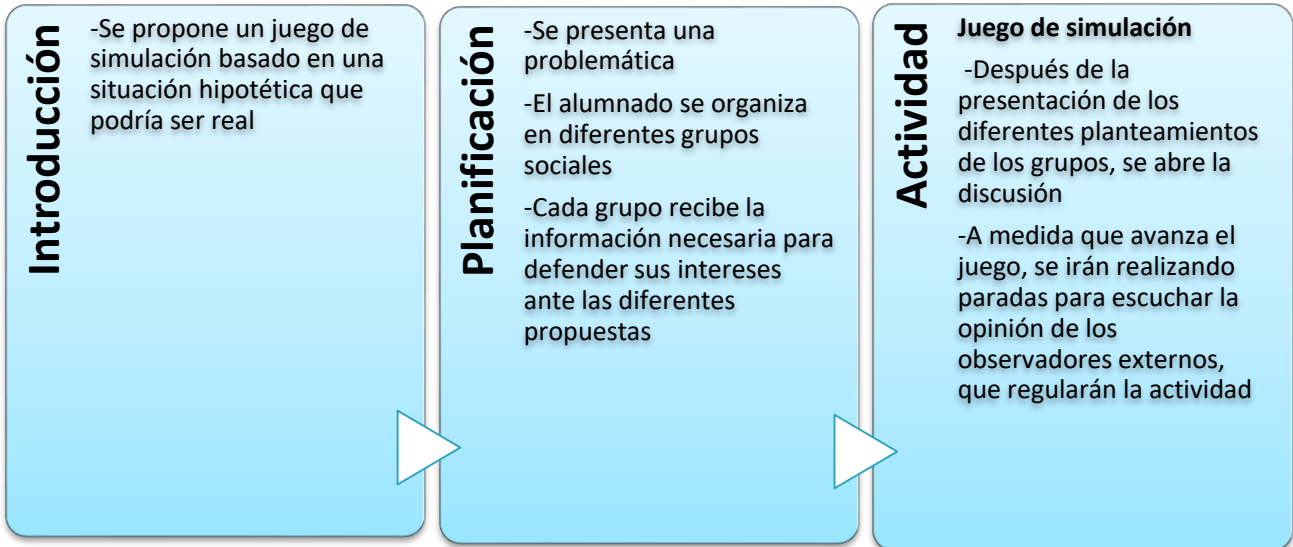 Introducción
-Se propone un juego de
simulación basado en una
situación hipotética que
podría ser real
Planificación
-Se presenta una
problemática
-El alumnado se organiza
en diferentes grupos
sociales
-Cada grupo recibe la
información necesaria para
defender sus intereses
ante las diferentes
propuestas
Actividad
Juego de simulación
-Después de la
presentación de los
diferentes planteamientos
de los grupos, se abre la
discusión
-A medida que avanza el
juego, se irán realizando
paradas para escuchar la
opinión de los
observadores externos,
que regularán la actividad